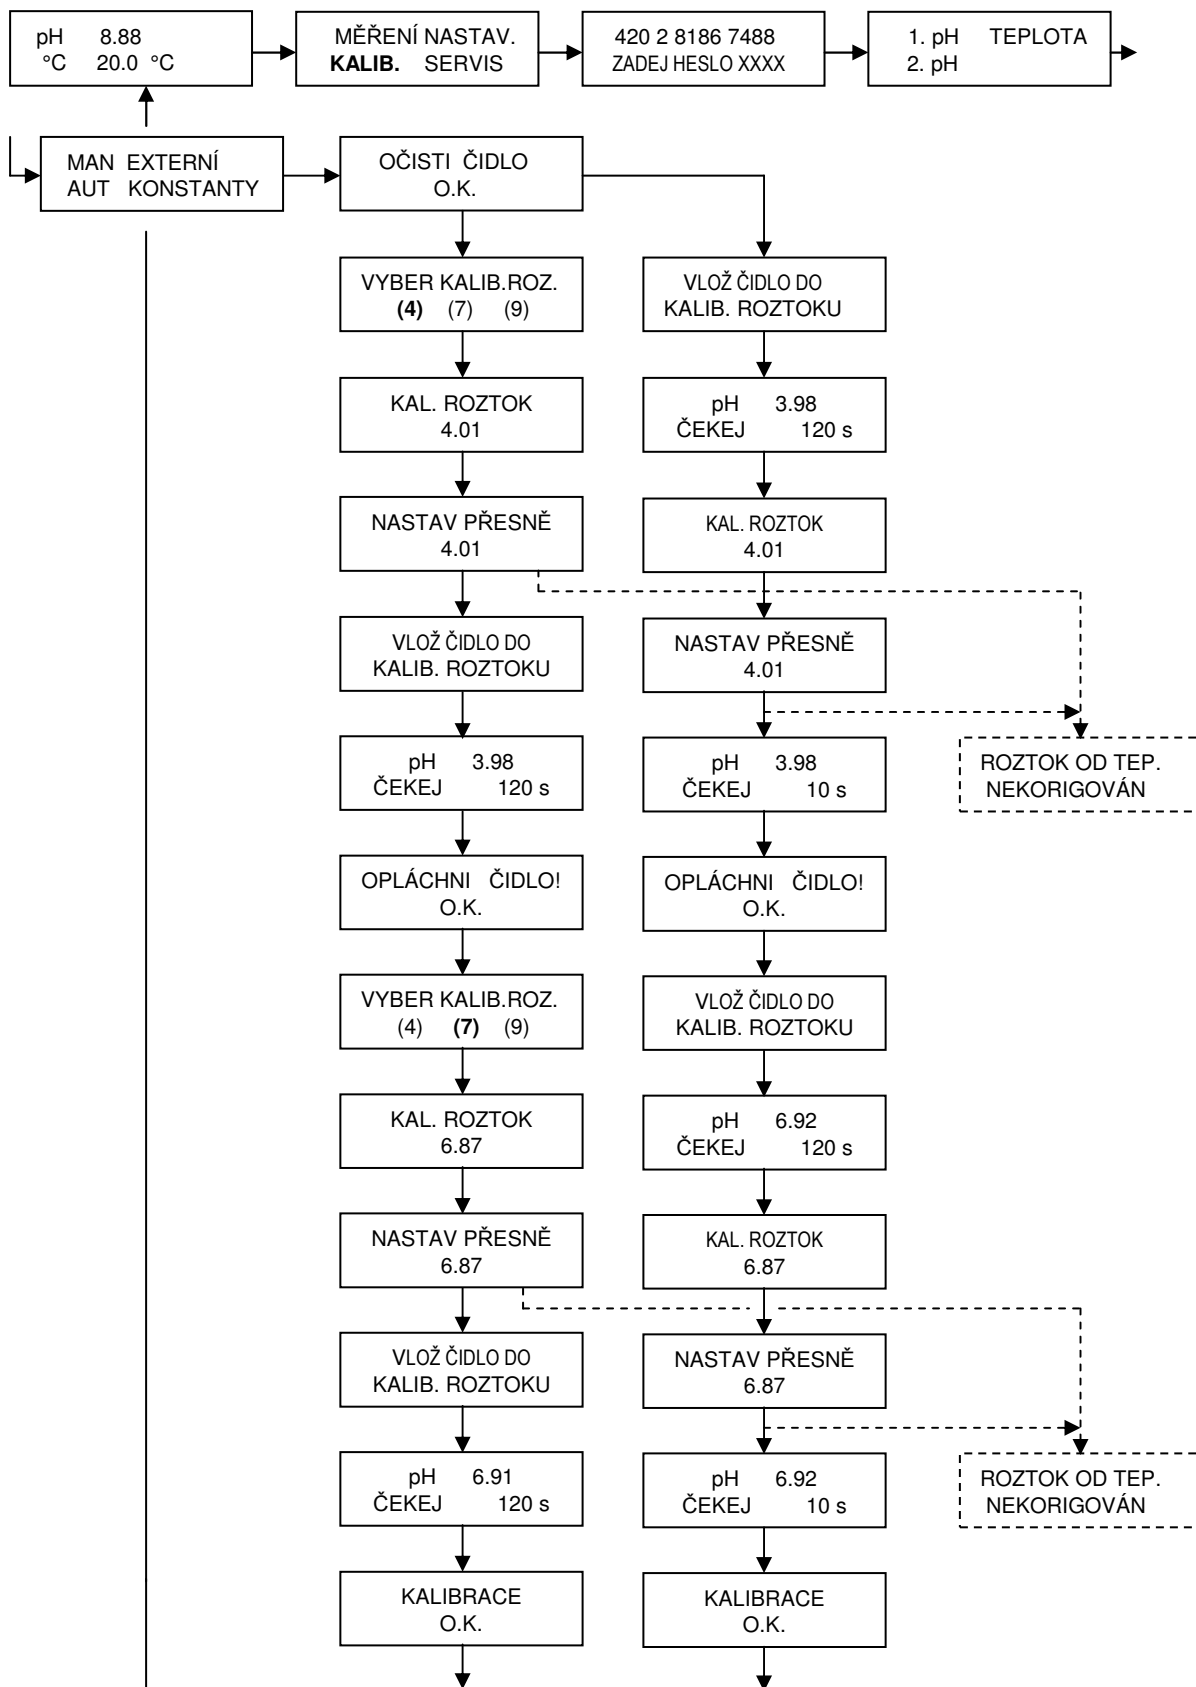 pH 8.88
°C 20.0 °C
MĚŘENÍ NASTAV.
KALIB. SERVIS
420 2 8186 7488
ZADEJ HESLO XXXX
1. pH TEPLOTA
2. pH
MAN EXTERNÍ
AUT KONSTANTY
OČISTI ČIDLO
O.K.
VYBER KALIB.ROZ.
(4) (7) (9)
KAL. ROZTOK
4.01
NASTAV PŘESNĚ
4.01
VLOŽ ČIDLO DO
KALIB. ROZTOKU
pH 3.98
ČEKEJ 120 s
OPLÁCHNI ČIDLO!
O.K.
VYBER KALIB.ROZ.
(4) (7) (9)
KAL. ROZTOK
6.87
NASTAV PŘESNĚ
6.87
VLOŽ ČIDLO DO
KALIB. ROZTOKU
pH 6.91
ČEKEJ 120 s
KALIBRACE
O.K.
VLOŽ ČIDLO DO
KALIB. ROZTOKU
pH 3.98
ČEKEJ 120 s
KAL. ROZTOK
4.01
NASTAV PŘESNĚ
4.01
pH 3.98
ČEKEJ 10 s
OPLÁCHNI ČIDLO!
O.K.
VLOŽ ČIDLO DO
KALIB. ROZTOKU
pH 6.92
ČEKEJ 120 s
KAL. ROZTOK
6.87
NASTAV PŘESNĚ
6.87
pH 6.92
ČEKEJ 10 s
KALIBRACE
O.K.
ROZTOK OD TEP.
NEKORIGOVÁN
ROZTOK OD TEP.
NEKORIGOVÁN